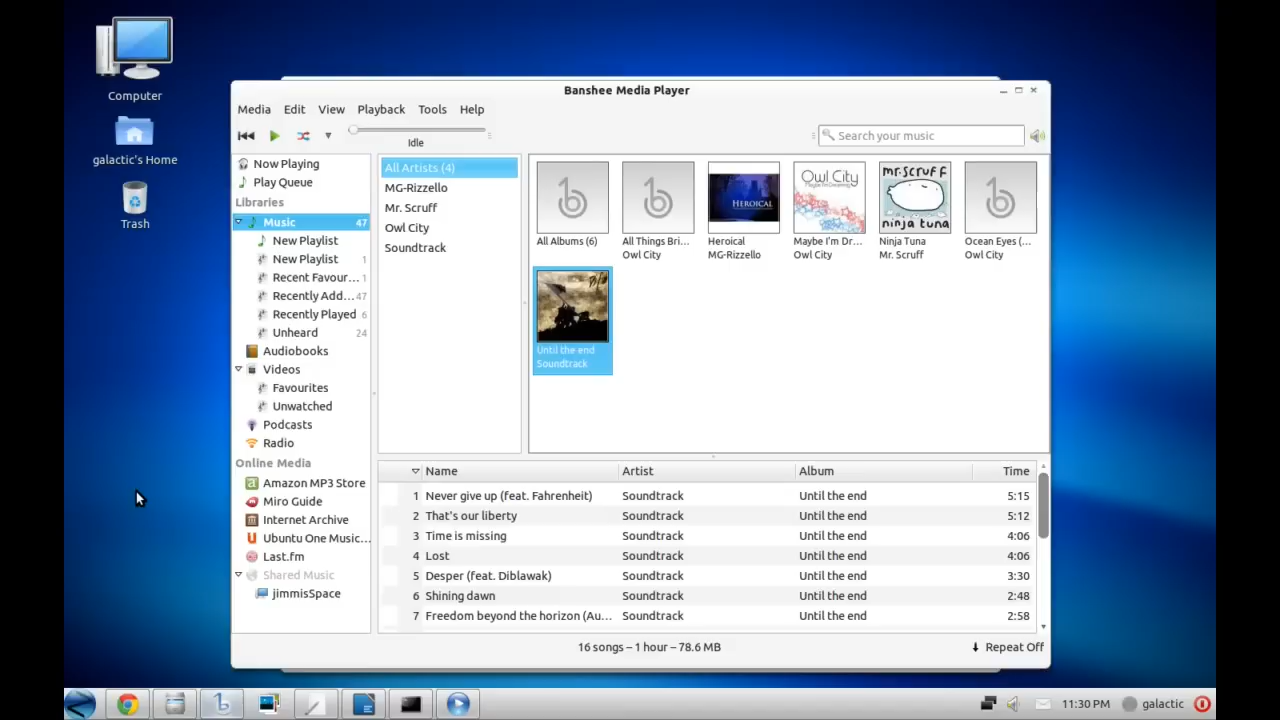 Computer
galactic's Home
Trash
Banshee Media Player
Media Edit View Playback Tools Help
Idle
Search your music
Now Playing
Play Queue
Libraries
Music 47
New Playlist
New Playlist 1
Recent Favour... 1
Recently Add... 47
Recently Played 6
Unheard 24
Audiobooks
Videos
Favourites
Unwatched
Podcasts
Radio
Online Media
Amazon MP3 Store
Miro Guide
Internet Archive
Ubuntu One Music...
Last.fm
Shared Music
jimmisSpace
All Artists (4)
MG-Rizzello
Mr. Scruff
Owl City
Soundtrack
HEROICAL
Owl City
mr.scruff
ninja tuna
All Albums (6)
All Things Bri...
Owl City
Heroical
MG-Rizzello
Maybe I'm Dr...
Owl City
Ninja Tuna
Mr. Scruff
Ocean Eyes (...
Owl City
Until the end
Soundtrack
Name Artist Album Time
1 Never give up (feat. Fahrenheit) Soundtrack Until the end 5:15
2 That's our liberty Soundtrack Until the end 5:12
3 Time is missing Soundtrack Until the end 4:06
4 Lost Soundtrack Until the end 4:06
5 Desper (feat. Diblawak) Soundtrack Until the end 3:30
6 Shining dawn Soundtrack Until the end 2:48
7 Freedom beyond the horizon (Au... Soundtrack Until the end 2:58
16 songs – 1 hour – 78.6 MB
Repeat Off
11:30 PM galactic